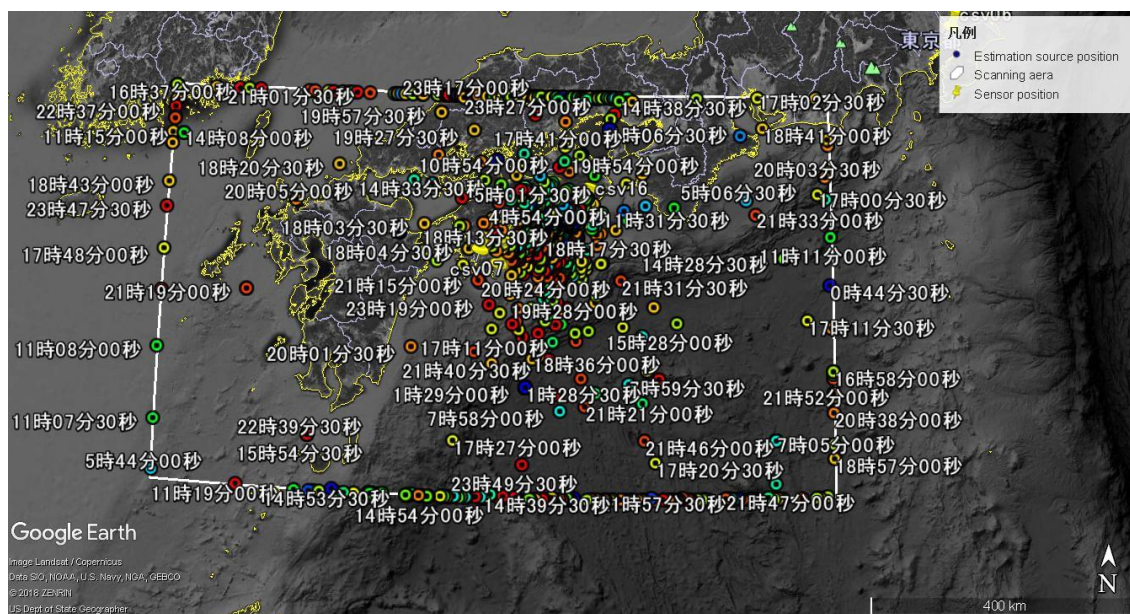 csv06
東京都
凡例
Estimation source position
Scanning aera
Sensor position
16時37分00秒
21時01分30秒
23時17分00秒
22時37分00秒
19時57分30秒
23時27分00秒
14時38分30秒
17時02分30秒
11時15分00秒
14時08分00秒
19時27分30秒
17時41分00秒
時06分30秒
18時41分00秒
18時20分30秒
10時54分00秒
19時54分00秒
20時03分30秒
18時43分00秒
20時05分00秒
14時33分30秒
5時01分30秒
csv16
5時06分30秒
17時00分30秒
23時47分30秒
4時54分00秒
11時31分30秒
21時33分00秒
18時03分30秒
18時13分30秒
17時48分00秒
18時04分30秒
18時17分30秒
14時28分30秒
11時11分00秒
csv07
21時19分00秒
21時15分00秒
20時24分00秒
21時31分30秒
0時44分30秒
23時19分00秒
19時28分00秒
17時11分30秒
11時08分00秒
20時01分30秒
17時11分00秒
15時28分00秒
21時40分30秒
18時36分00秒
16時58分00秒
1時29分00秒
1時28分30秒
時59分30秒
21時52分00秒
11時07分30秒
7時58分00秒
21時21分00秒
20時38分00秒
22時39分30秒
15時54分30秒
17時27分00秒
21時46分00秒
7時05分00秒
5時44分00秒
17時20分30秒
18時57分00秒
11時19分00秒
14時53分30秒
23時49分30秒
14時39分30秒
1時57分30秒
21時47分00秒
14時54分00秒
Google Earth
Image Landsat / Copernicus
Data SIO, NOAA, U.S. Navy, NGA, GEBCO
© 2018 ZENRIN
US Dept of State Geographer
N
400 km